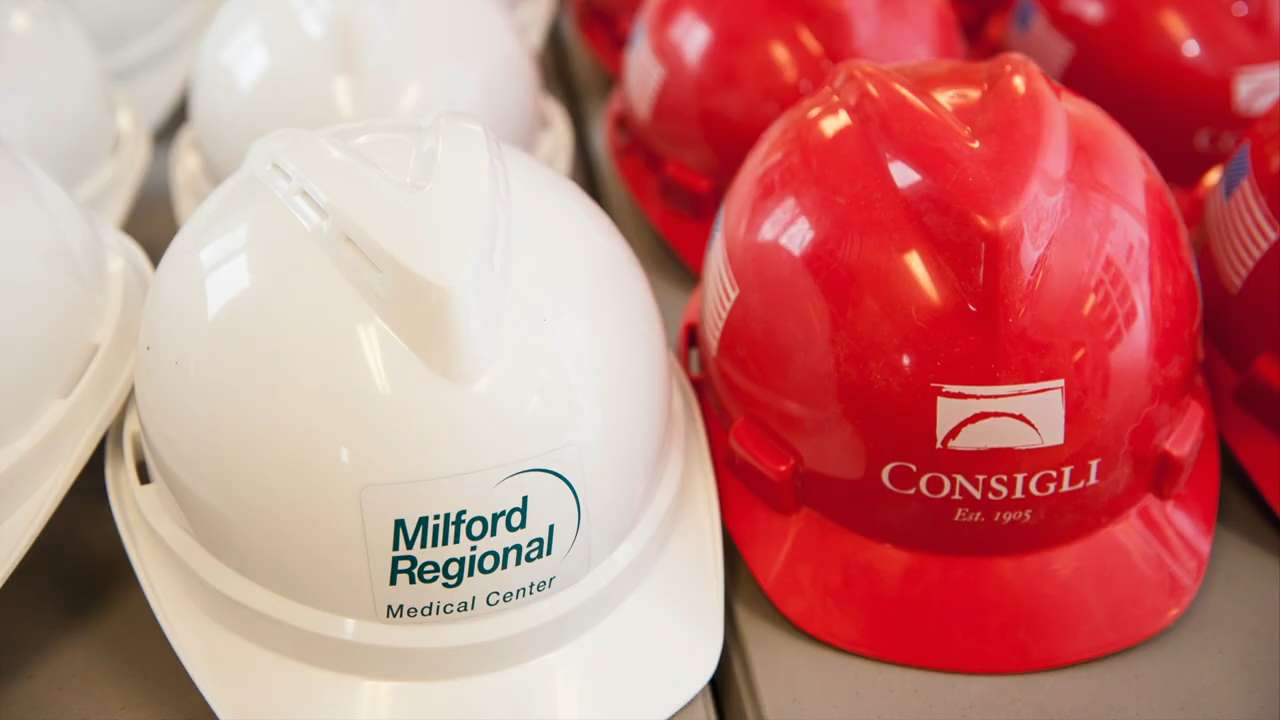 Milford
Regional
Medical Center
CONSIGLI
Est. 1905